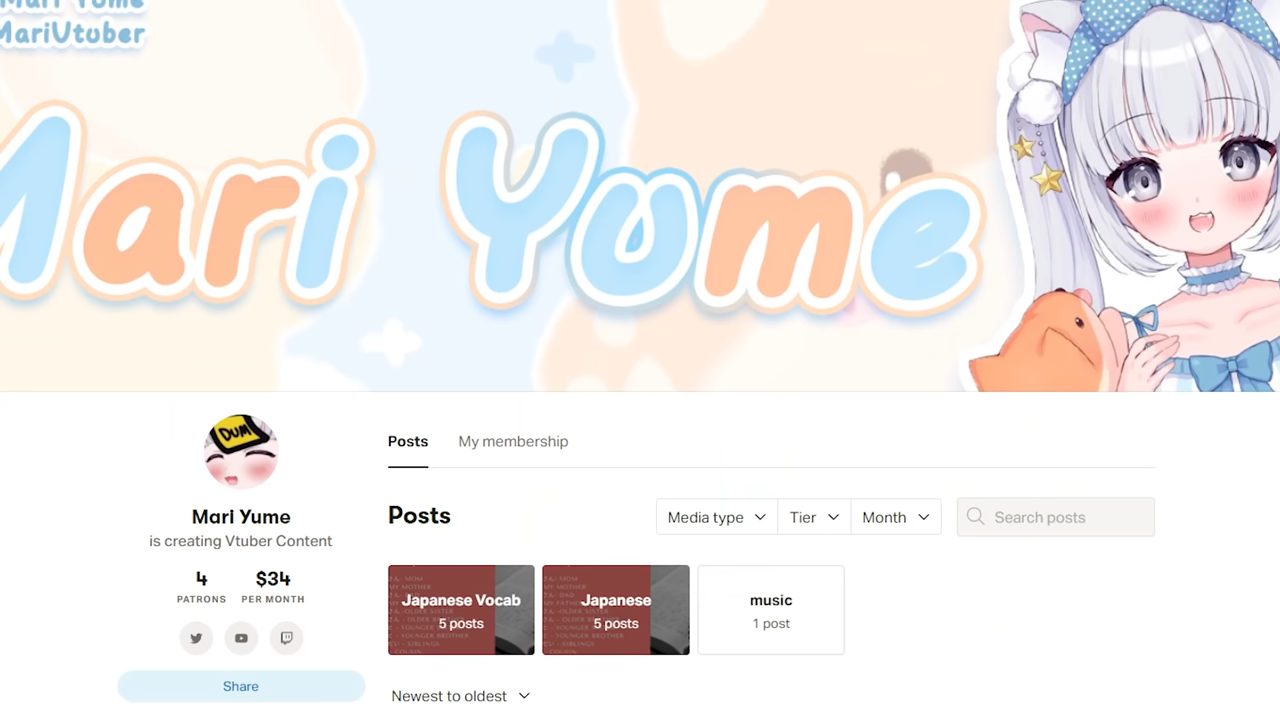 Mari Yume
MariVtuber
Mari Yume
DUM
Mari Yume
is creating Vtuber Content
4
PATRONS
$34
PER MONTH
Share
Posts
My membership
Posts
Media type
Tier
Month
Search posts
Japanese Vocab
5 posts
Japanese
5 posts
music
1 post
Newest to oldest